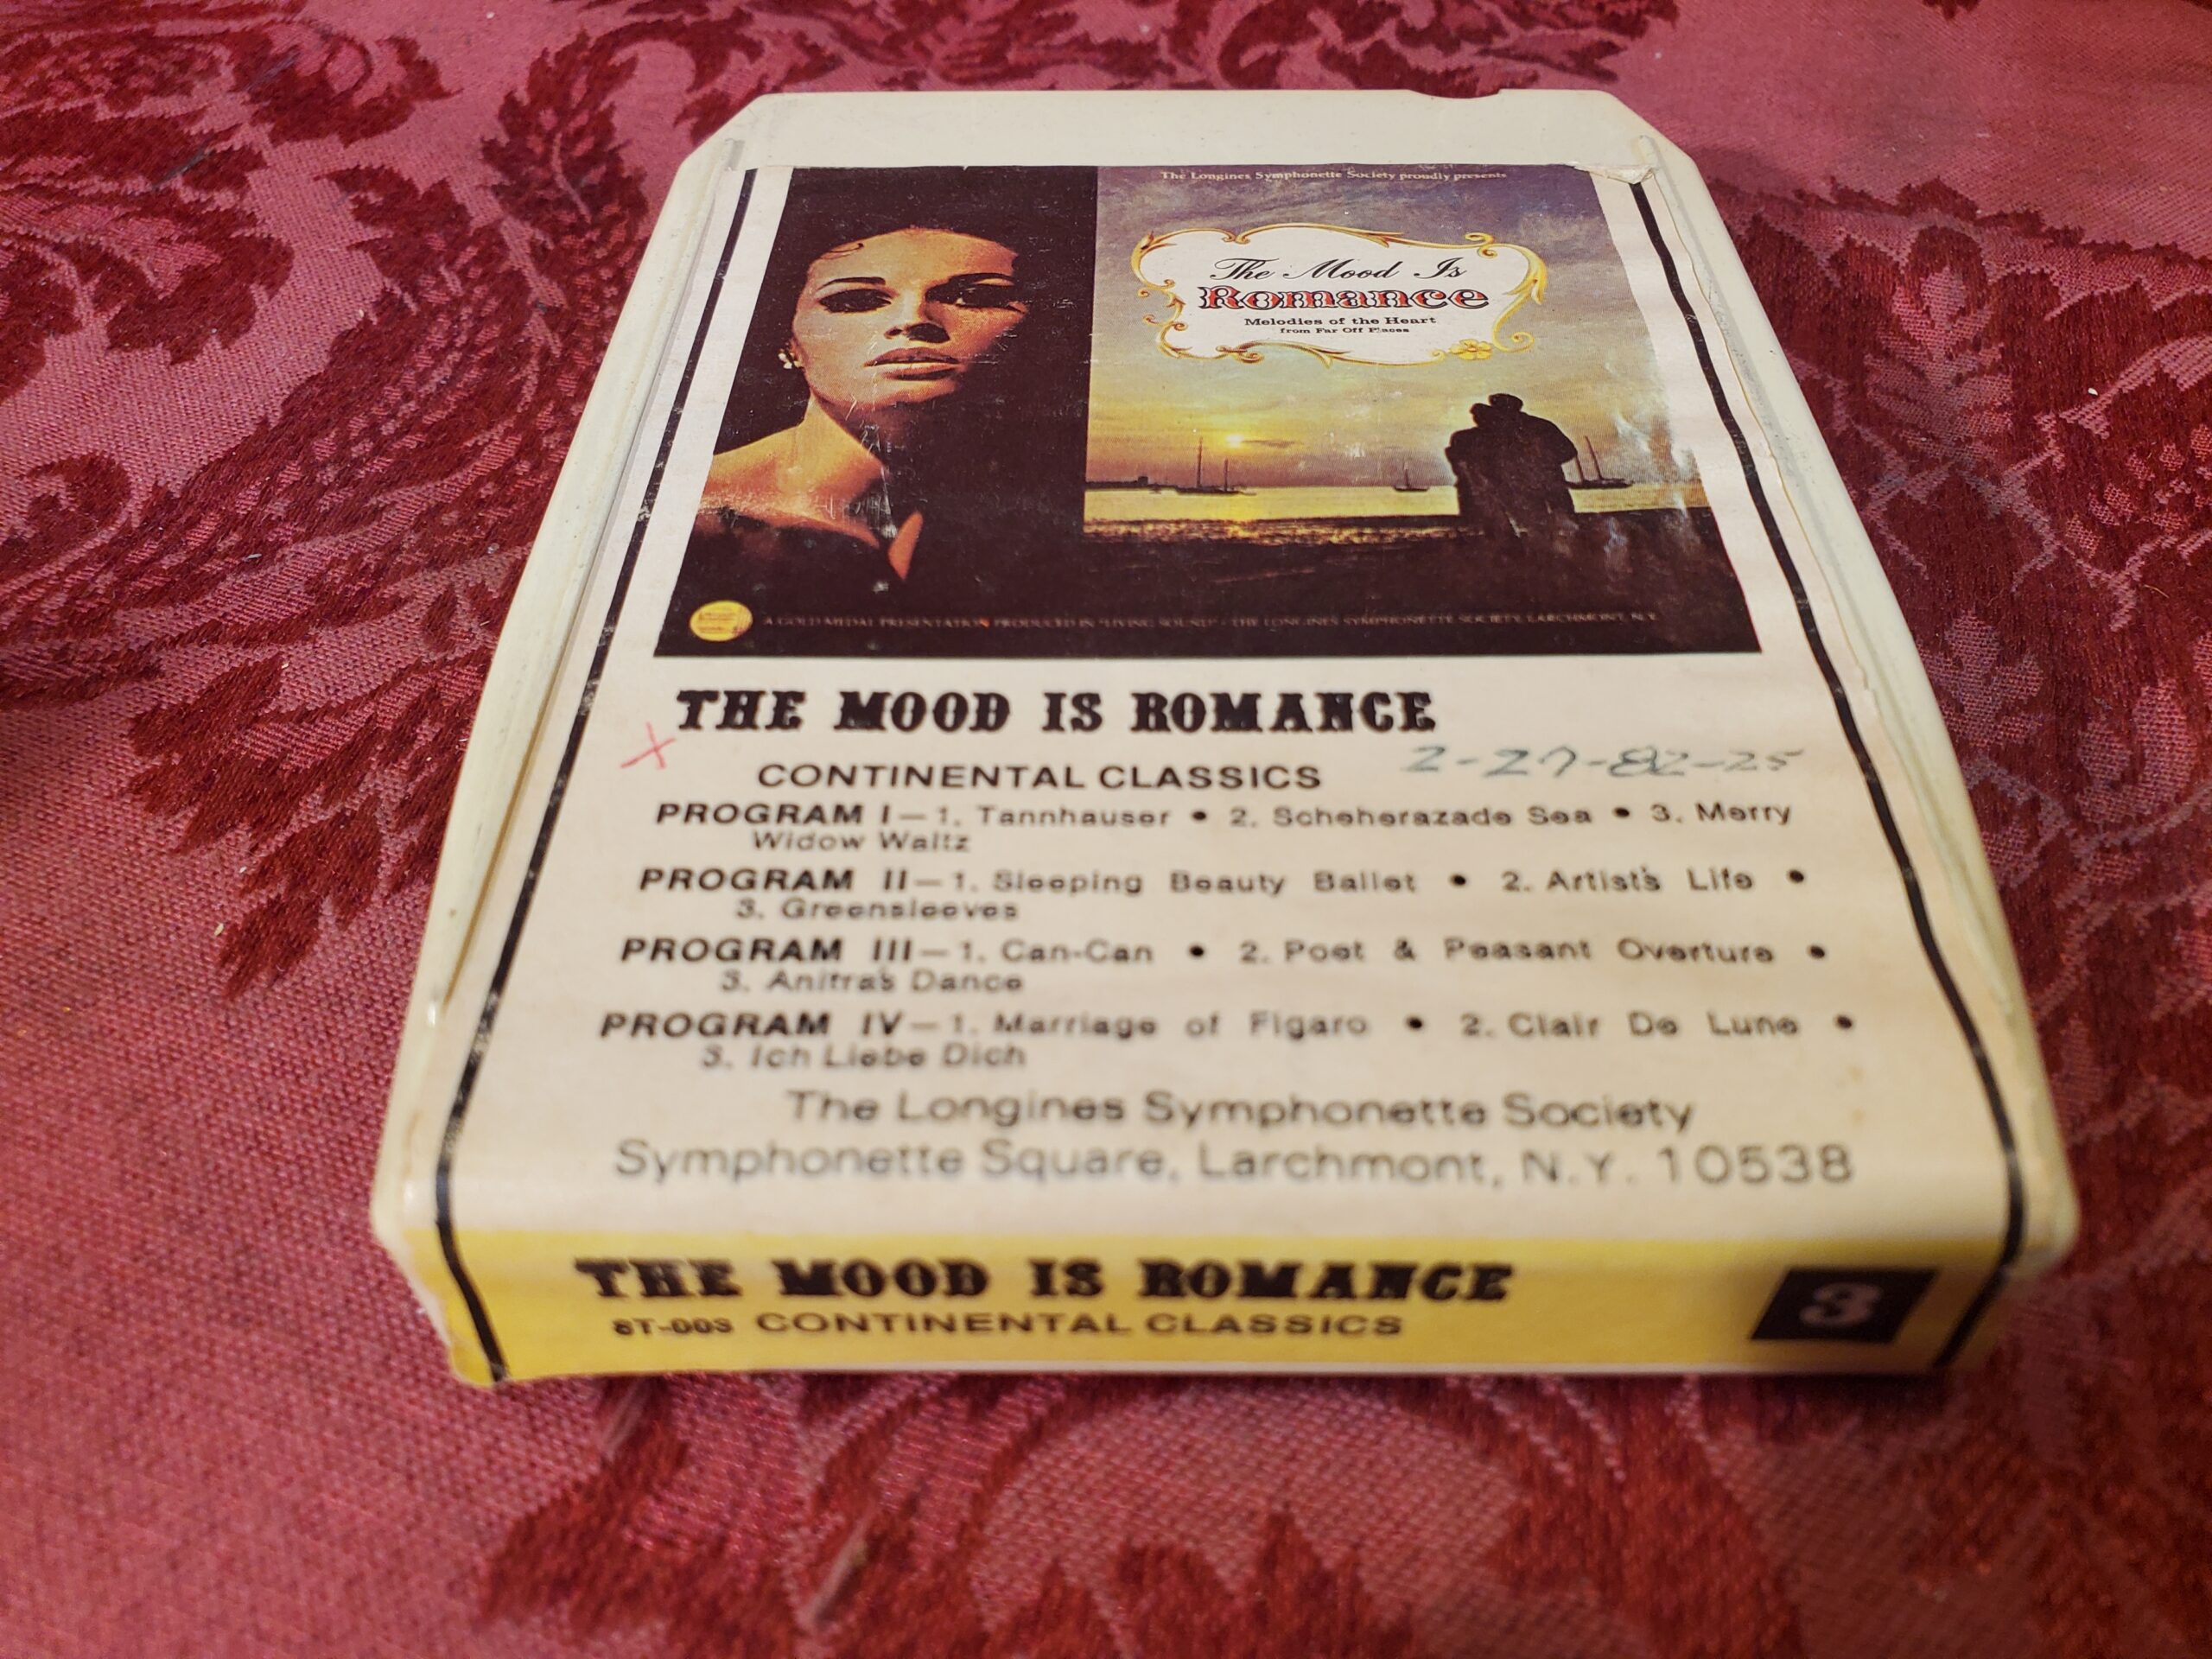 The Longines Symphonette Society proudly presents
The Mood Is
Romance
Melodies of the Heart
from Far Off Places
A GOLD MEDAL PRESENTATION PRODUCED IN "LIVING SOUND" · THE LONGINES SYMPHONETTE SOCIETY, LARCHMONT, N.Y.
THE MOOD IS ROMANCE
X
CONTINENTAL CLASSICS 2-27-82-25
PROGRAM I — 1. Tannhauser • 2. Scheherazade Sea • 3. Merry
Widow Waltz
PROGRAM II — 1. Sleeping Beauty Ballet • 2. Artist's Life •
3. Greensleeves
PROGRAM III — 1. Can-Can • 2. Poet & Peasant Overture •
3. Anitra's Dance
PROGRAM IV — 1. Marriage of Figaro • 2. Clair De Lune •
3. Ich Liebe Dich
The Longines Symphonette Society
Symphonette Square, Larchmont, N.Y. 10538
THE MOOD IS ROMANCE
8T-003 CONTINENTAL CLASSICS 3